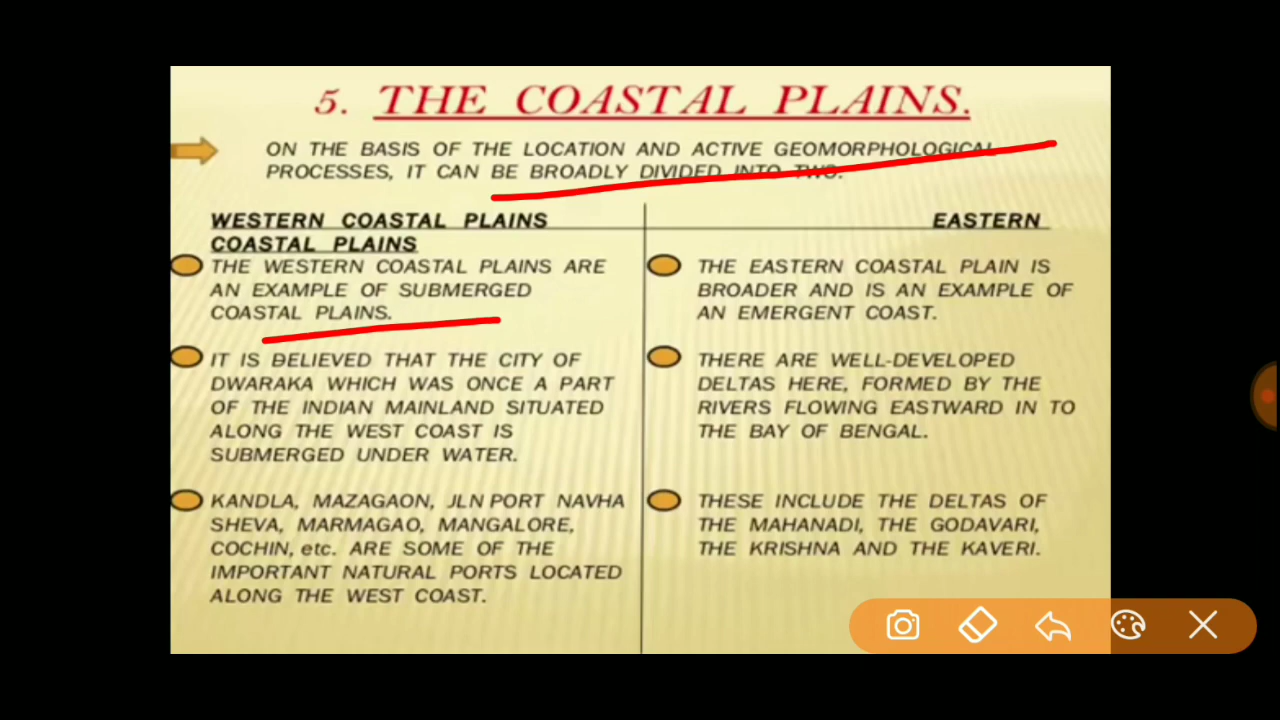 5. THE COASTAL PLAINS.
ON THE BASIS OF THE LOCATION AND ACTIVE GEOMORPHOLOGICAL
PROCESSES, IT CAN BE BROADLY DIVIDED INTO TWO.
WESTERN COASTAL PLAINS EASTERN
COASTAL PLAINS
THE WESTERN COASTAL PLAINS ARE
AN EXAMPLE OF SUBMERGED
COASTAL PLAINS.
IT IS BELIEVED THAT THE CITY OF
DWARAKA WHICH WAS ONCE A PART
OF THE INDIAN MAINLAND SITUATED
ALONG THE WEST COAST IS
SUBMERGED UNDER WATER.
KANDLA, MAZAGAON, JLN PORT NAVHA
SHEVA, MARMAGAO, MANGALORE,
COCHIN, etc. ARE SOME OF THE
IMPORTANT NATURAL PORTS LOCATED
ALONG THE WEST COAST.
THE EASTERN COASTAL PLAIN IS
BROADER AND IS AN EXAMPLE OF
AN EMERGENT COAST.
THERE ARE WELL-DEVELOPED
DELTAS HERE, FORMED BY THE
RIVERS FLOWING EASTWARD IN TO
THE BAY OF BENGAL.
THESE INCLUDE THE DELTAS OF
THE MAHANADI, THE GODAVARI,
THE KRISHNA AND THE KAVERI.